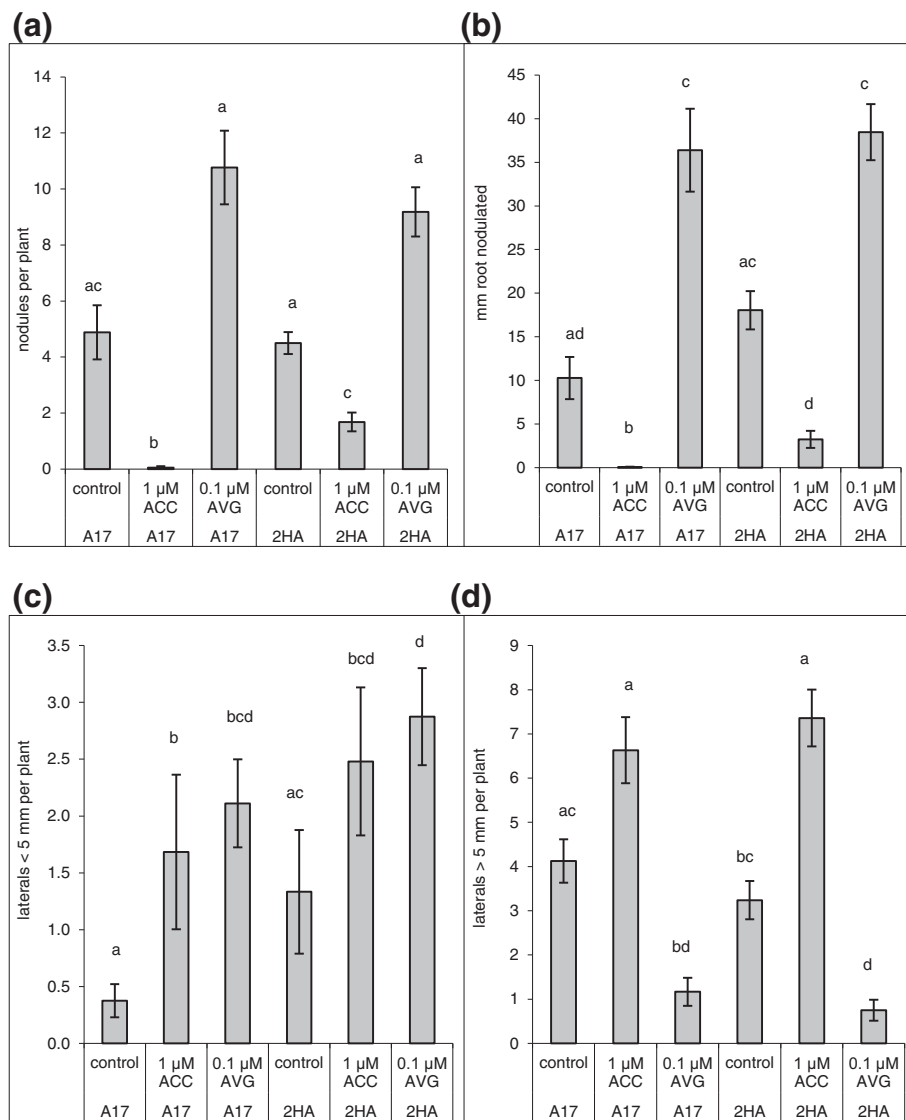 (a)
nodules per plant
14
12
10
8
6
4
2
0
ac
b
a
a
c
a
control 1 µM ACC 0.1 µM AVG control 1 µM ACC 0.1 µM AVG
A17 A17 A17 2HA 2HA 2HA
(b)
mm root nodulated
45
40
35
30
25
20
15
10
5
0
ad
b
c
ac
d
c
control 1 µM ACC 0.1 µM AVG control 1 µM ACC 0.1 µM AVG
A17 A17 A17 2HA 2HA 2HA
(c)
laterals < 5 mm per plant
3.5
3.0
2.5
2.0
1.5
1.0
0.5
0.0
a
b
bcd
ac
bcd
d
control 1 µM ACC 0.1 µM AVG control 1 µM ACC 0.1 µM AVG
A17 A17 A17 2HA 2HA 2HA
(d)
laterals > 5 mm per plant
9
8
7
6
5
4
3
2
1
0
ac
a
bd
bc
a
d
control 1 µM ACC 0.1 µM AVG control 1 µM ACC 0.1 µM AVG
A17 A17 A17 2HA 2HA 2HA